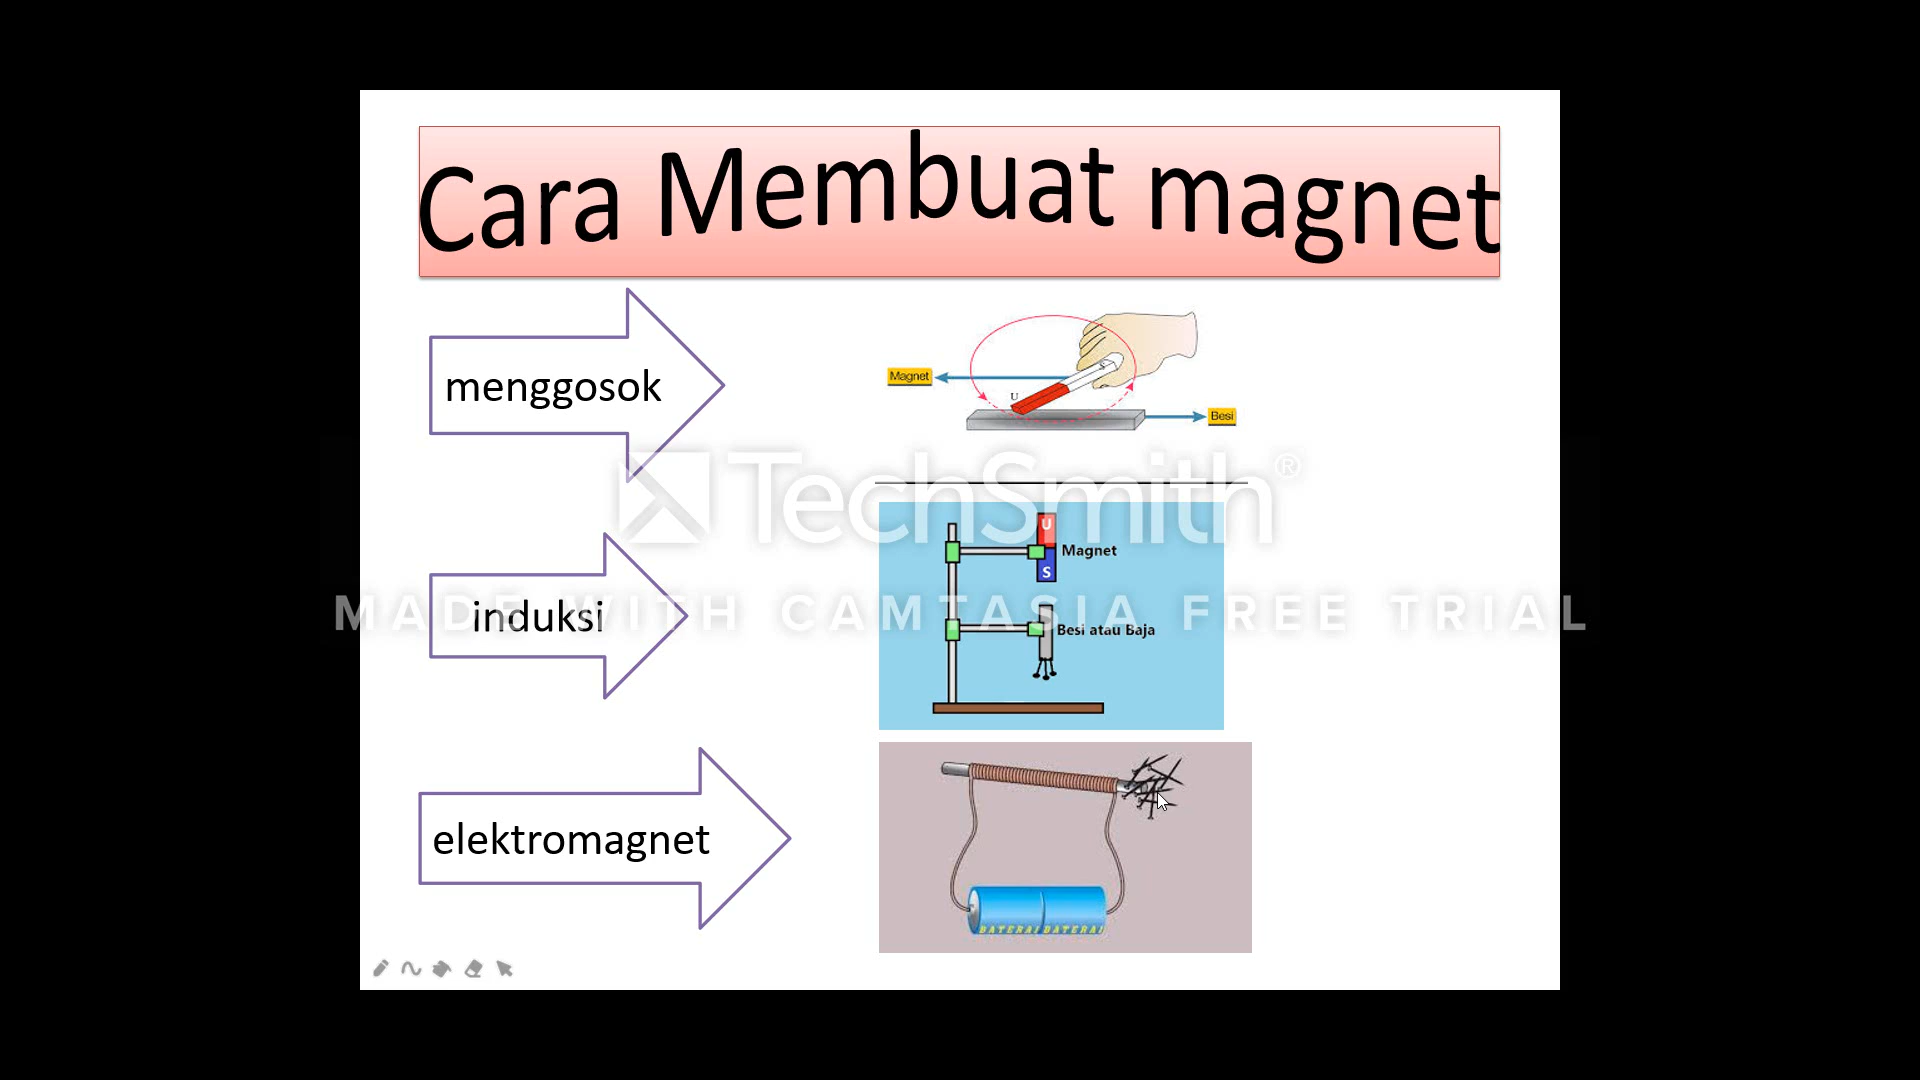 Cara Membuat magnet
menggosok
Magnet
U
Besi
TechSmith®
MADE WITH CAMTASIA FREE TRIAL
induksi
U
Magnet
S
Besi atau Baja
elektromagnet
BATERAI BATERAI